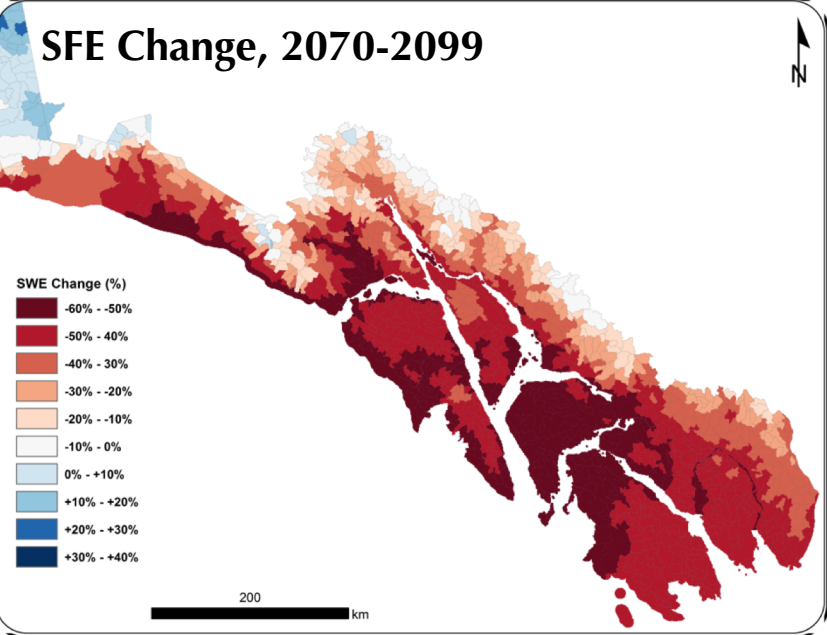 SFE Change, 2070-2099
N
SWE Change (%)
-60% - -50%
-50% - 40%
-40% - 30%
-30% - -20%
-20% - -10%
-10% - 0%
0% - +10%
+10% - +20%
+20% - +30%
+30% - +40%
200
km